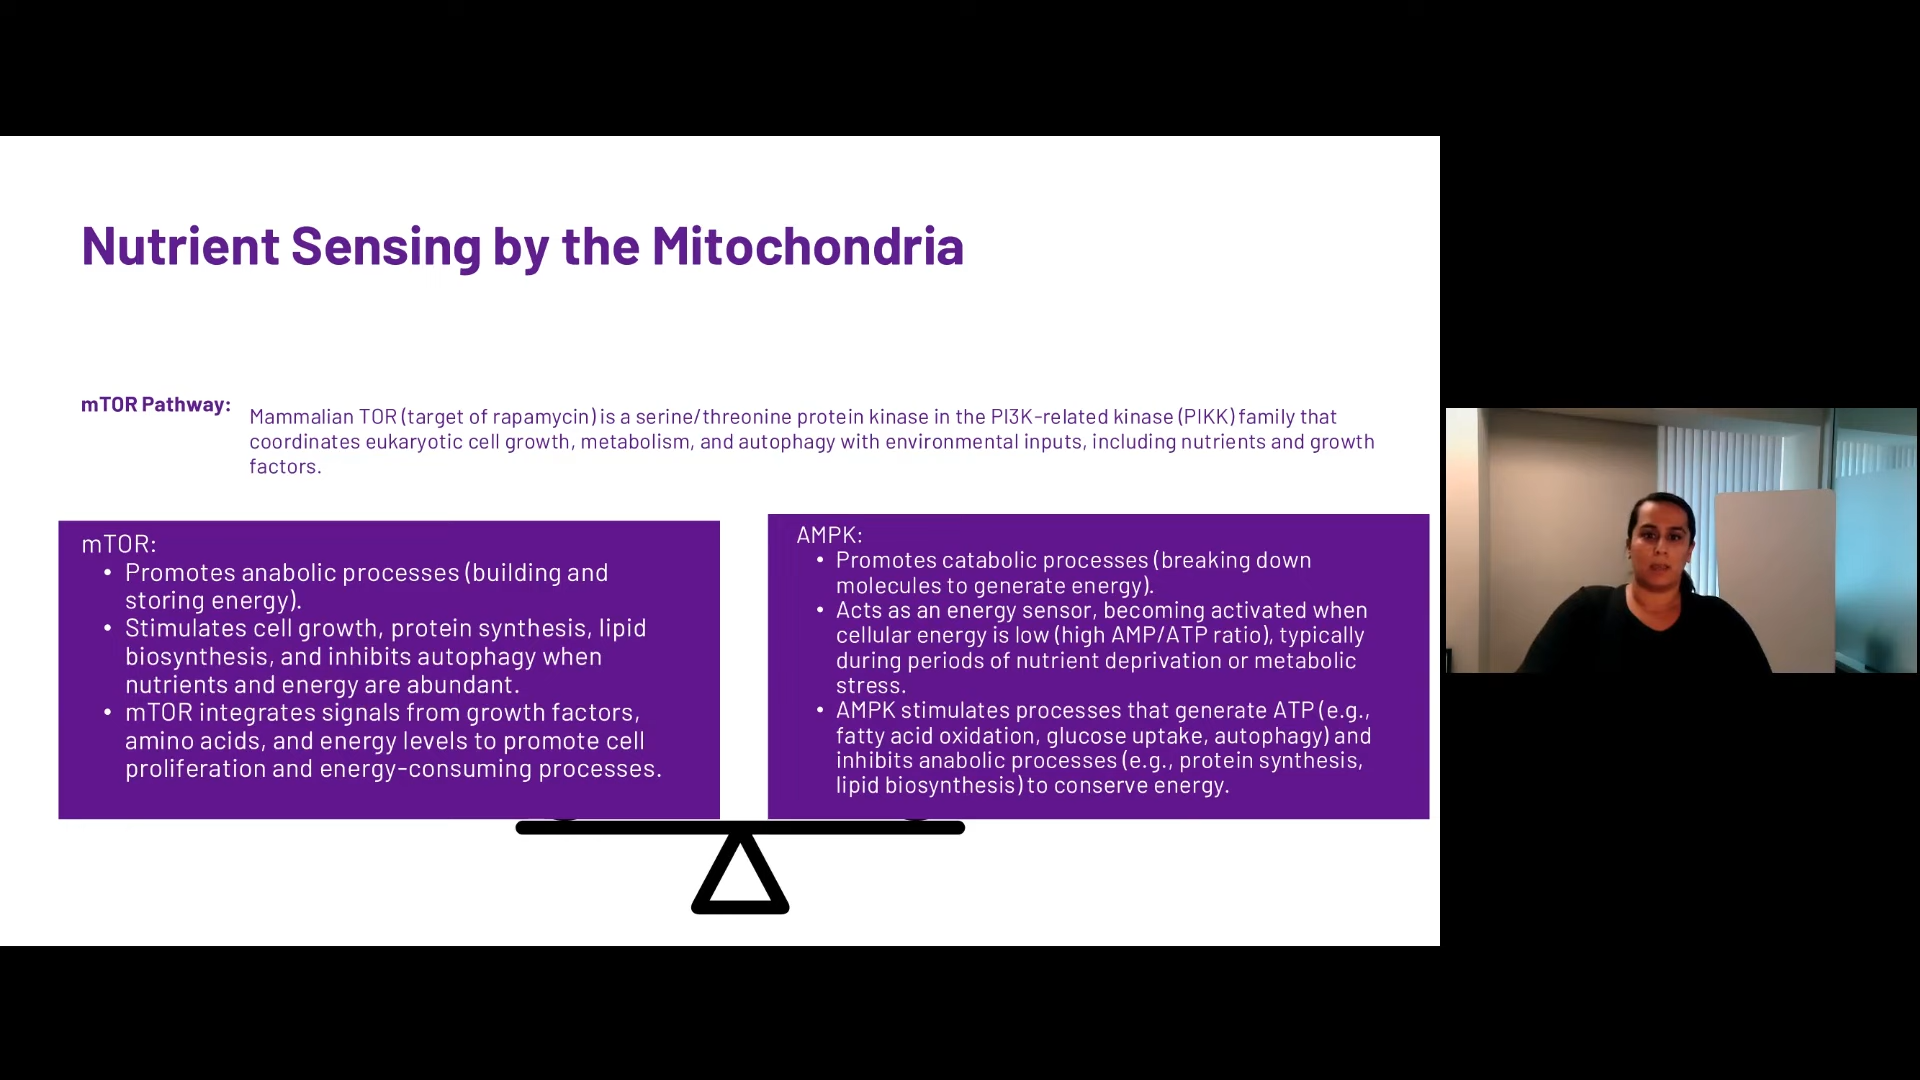 Nutrient Sensing by the Mitochondria
mTOR Pathway:
Mammalian TOR (target of rapamycin) is a serine/threonine protein kinase in the PI3K-related kinase (PIKK) family that
coordinates eukaryotic cell growth, metabolism, and autophagy with environmental inputs, including nutrients and growth
factors.
mTOR:
• Promotes anabolic processes (building and
storing energy).
• Stimulates cell growth, protein synthesis, lipid
biosynthesis, and inhibits autophagy when
nutrients and energy are abundant.
• mTOR integrates signals from growth factors,
amino acids, and energy levels to promote cell
proliferation and energy-consuming processes.
AMPK:
• Promotes catabolic processes (breaking down
molecules to generate energy).
• Acts as an energy sensor, becoming activated when
cellular energy is low (high AMP/ATP ratio), typically
during periods of nutrient deprivation or metabolic
stress.
• AMPK stimulates processes that generate ATP (e.g.,
fatty acid oxidation, glucose uptake, autophagy) and
inhibits anabolic processes (e.g., protein synthesis,
lipid biosynthesis) to conserve energy.